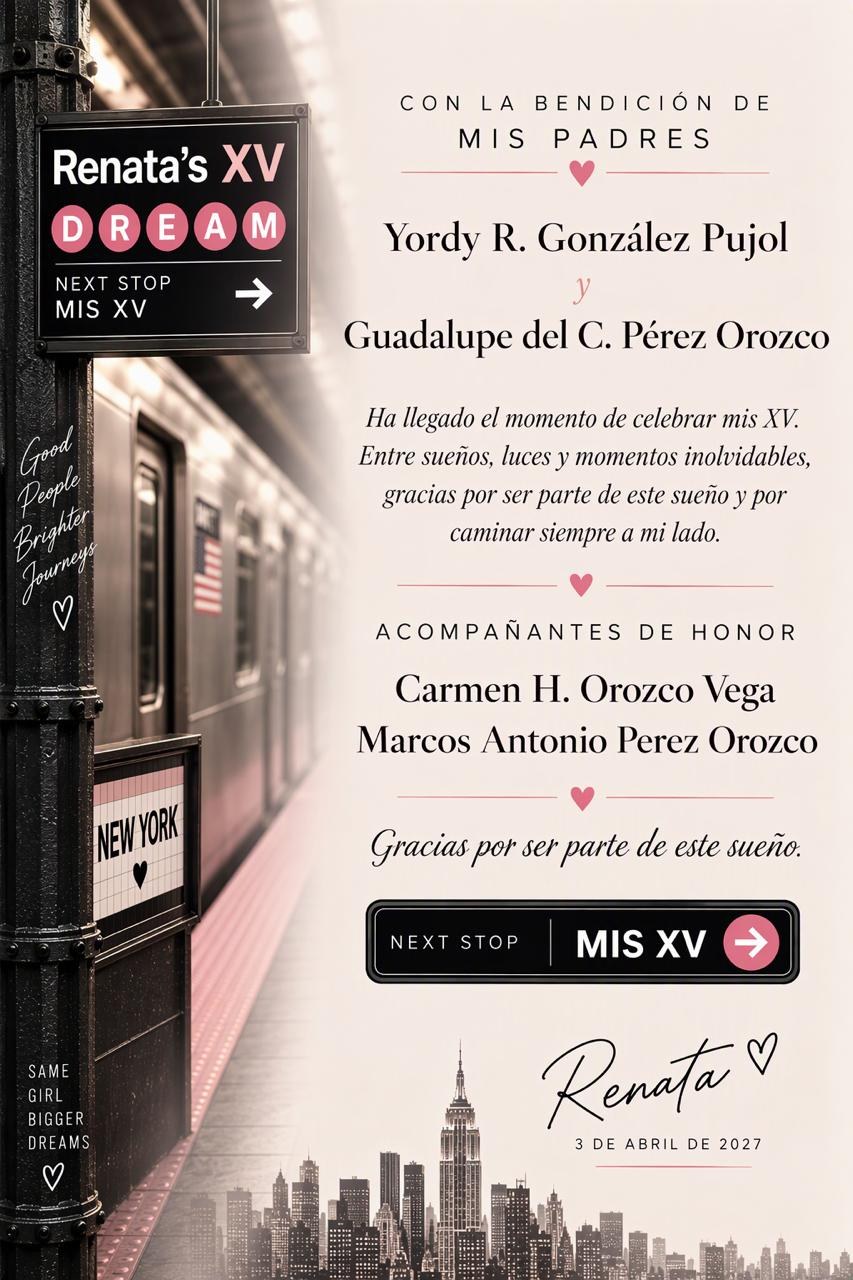 Renata's XV
DREAM
NEXT STOP
MIS XV
Good
People
Brighter
Journeys
NEW YORK
SAME
GIRL
BIGGER
DREAMS
CON LA BENDICIÓN DE
MIS PADRES
Yordy R. González Pujol
y
Guadalupe del C. Pérez Orozco
Ha llegado el momento de celebrar mis XV.
Entre sueños, luces y momentos inolvidables,
gracias por ser parte de este sueño y por
caminar siempre a mi lado.
ACOMPAÑANTES DE HONOR
Carmen H. Orozco Vega
Marcos Antonio Perez Orozco
Gracias por ser parte de este sueño.
NEXT STOP MIS XV
Renata
3 DE ABRIL DE 2027